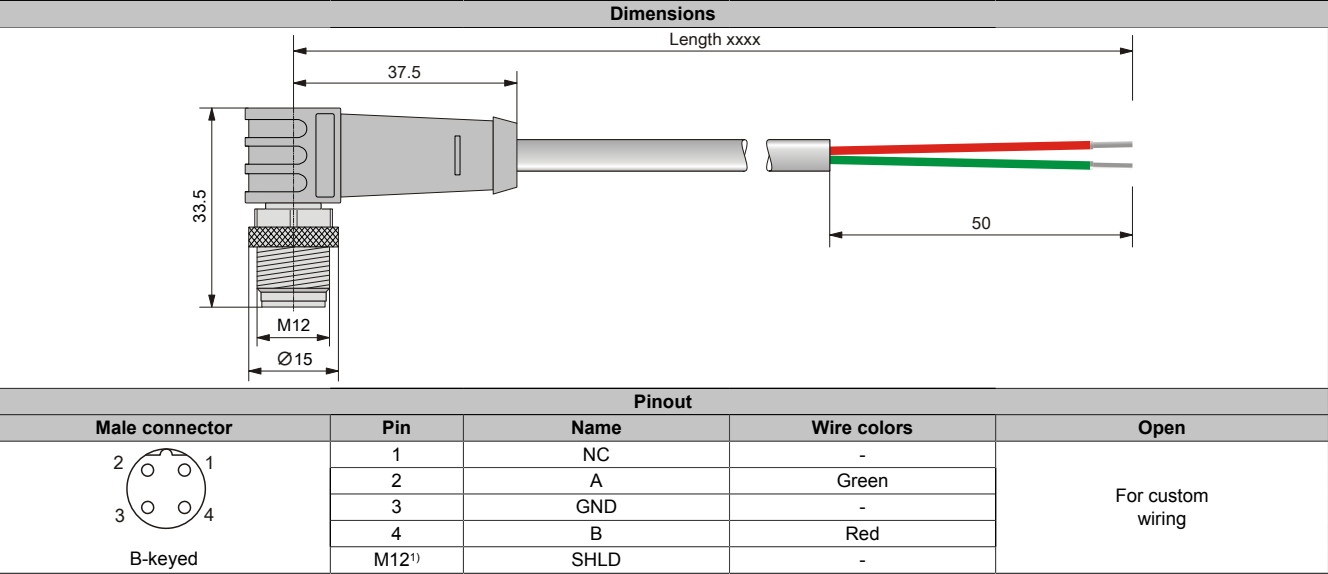 Dimensions
Length xxxx
37.5
33.5
50
M12
Ø15
Pinout
Male connector Pin Name Wire colors Open
2 1
3 4
B-keyed
1 NC -
2 A Green
3 GND -
4 B Red
M12¹⁾ SHLD -
For custom
wiring